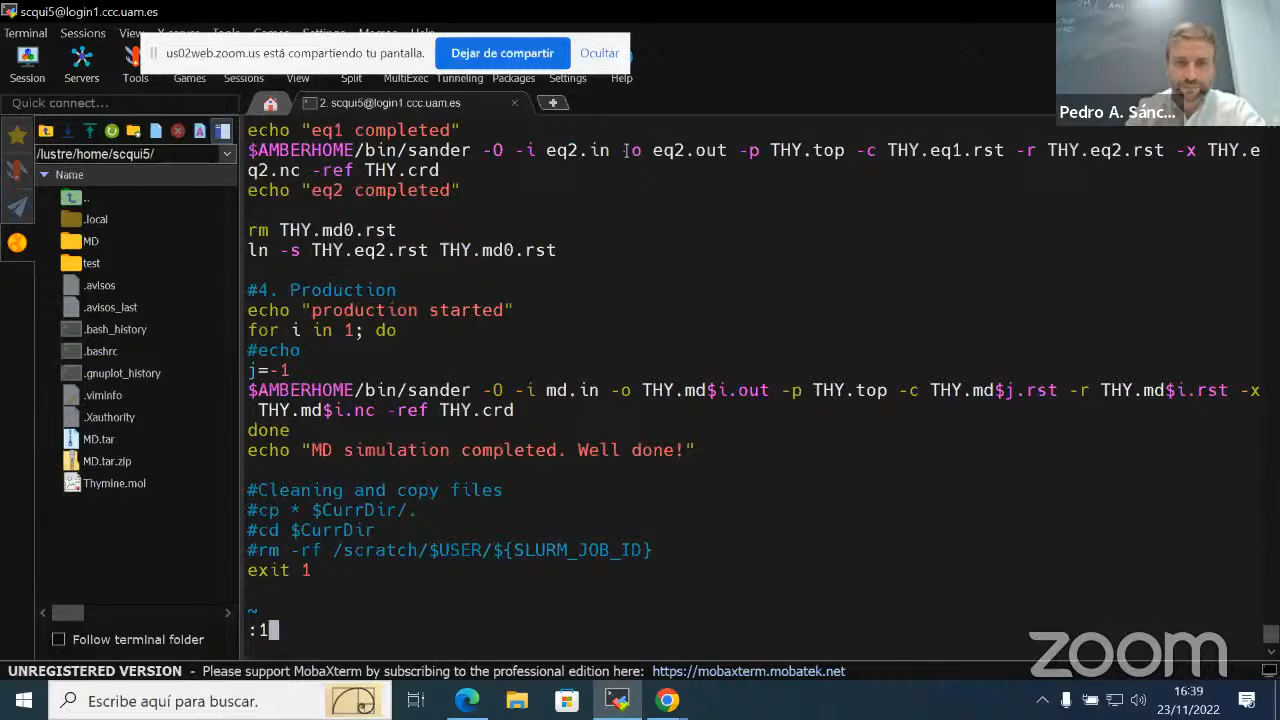 scqui5@login1.ccc.uam.es
Terminal Sessions View
us02web.zoom.us está compartiendo tu pantalla.
Dejar de compartir
Ocultar
Session Servers Tools Games Sessions View Split MultiExec Tunneling Packages Settings Help
Quick connect...
2. scqui5@login1.ccc.uam.es
/lustre/home/scqui5/
Name
..
.local
MD
test
.avisos
.avisos_last
.bash_history
.bashrc
.gnuplot_history
.viminfo
.Xauthority
MD.tar
MD.tar.zip
Thymine.mol
Follow terminal folder
echo "eq1 completed"
$AMBERHOME/bin/sander -O -i eq2.in -o eq2.out -p THY.top -c THY.eq1.rst -r THY.eq2.rst -x THY.e
q2.nc -ref THY.crd
echo "eq2 completed"
rm THY.md0.rst
ln -s THY.eq2.rst THY.md0.rst
#4. Production
echo "production started"
for i in 1; do
#echo
j=-1
$AMBERHOME/bin/sander -O -i md.in -o THY.md$i.out -p THY.top -c THY.md$j.rst -r THY.md$i.rst -x
THY.md$i.nc -ref THY.crd
done
echo "MD simulation completed. Well done!"
#Cleaning and copy files
#cp * $CurrDir/.
#cd $CurrDir
#rm -rf /scratch/$USER/${SLURM_JOB_ID}
exit 1
~
:1
Pedro A. Sánc...
zoom
UNREGISTERED VERSION - Please support MobaXterm by subscribing to the professional edition here: https://mobaxterm.mobatek.net
Escribe aquí para buscar.
16:39
23/11/2022